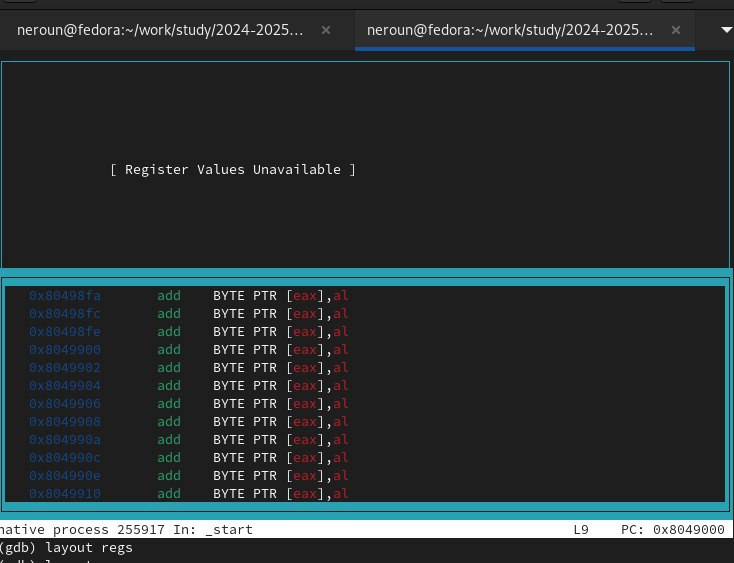 neroun@fedora:~/work/study/2024-2025... × neroun@fedora:~/work/study/2024-2025... ×
[ Register Values Unavailable ]
0x80498fa add BYTE PTR [eax],al
0x80498fc add BYTE PTR [eax],al
0x80498fe add BYTE PTR [eax],al
0x8049900 add BYTE PTR [eax],al
0x8049902 add BYTE PTR [eax],al
0x8049904 add BYTE PTR [eax],al
0x8049906 add BYTE PTR [eax],al
0x8049908 add BYTE PTR [eax],al
0x804990a add BYTE PTR [eax],al
0x804990c add BYTE PTR [eax],al
0x804990e add BYTE PTR [eax],al
0x8049910 add BYTE PTR [eax],al
native process 255917 In: _start L9 PC: 0x8049000
(gdb) layout regs